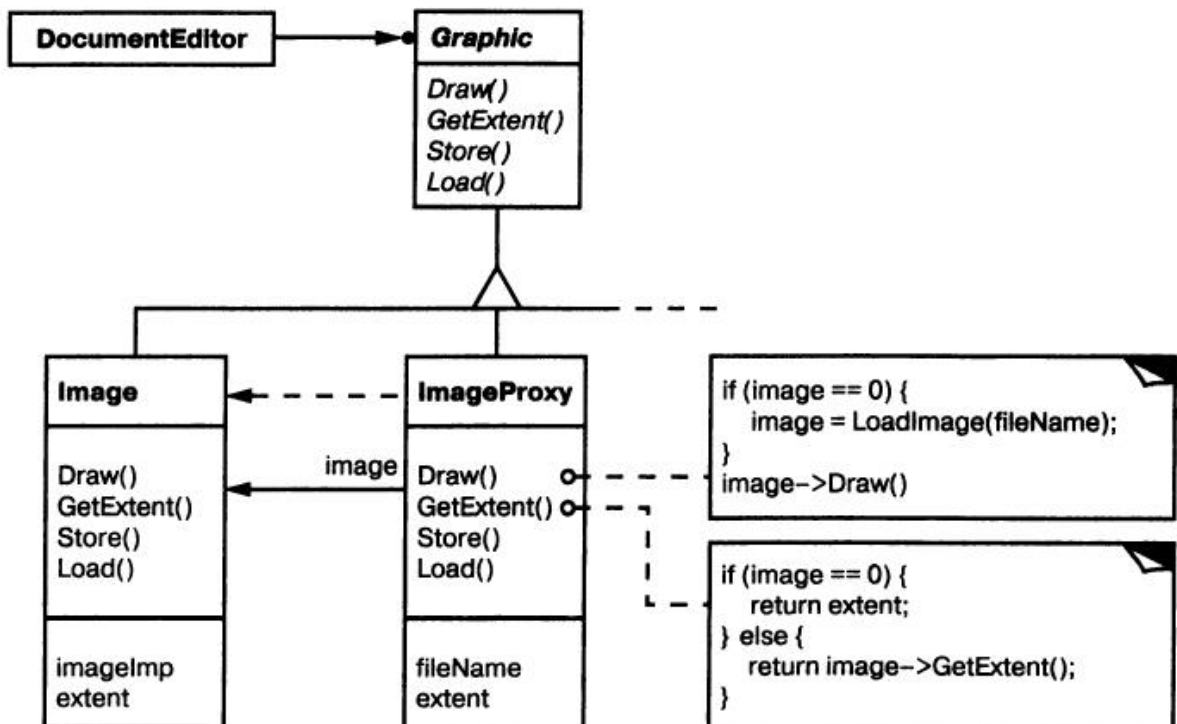 DocumentEditor
Graphic
Draw()
GetExtent()
Store()
Load()
Image
Draw()
GetExtent()
Store()
Load()
imageImp
extent
image
ImageProxy
Draw()
GetExtent()
Store()
Load()
fileName
extent
if (image == 0) {
image = LoadImage(fileName);
}
image->Draw()
if (image == 0) {
return extent;
} else {
return image->GetExtent();
}